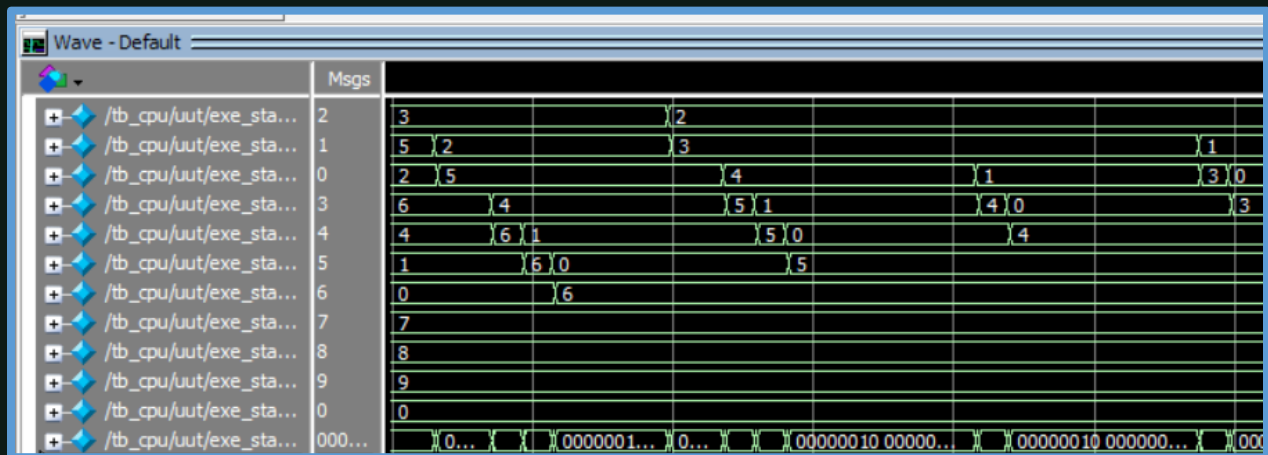 Wave - Default
Msgs
/tb_cpu/uut/exe_sta... 2 3 2
/tb_cpu/uut/exe_sta... 1 5 2 3 1
/tb_cpu/uut/exe_sta... 0 2 5 4 1 3 0
/tb_cpu/uut/exe_sta... 3 6 4 5 1 4 0 3
/tb_cpu/uut/exe_sta... 4 4 6 1 5 0 4
/tb_cpu/uut/exe_sta... 5 1 6 0 5
/tb_cpu/uut/exe_sta... 6 0 6
/tb_cpu/uut/exe_sta... 7 7
/tb_cpu/uut/exe_sta... 8 8
/tb_cpu/uut/exe_sta... 9 9
/tb_cpu/uut/exe_sta... 0 0
/tb_cpu/uut/exe_sta... 000... 0... 0000001... 0... 00000010 00000... 00000010 000000... 000